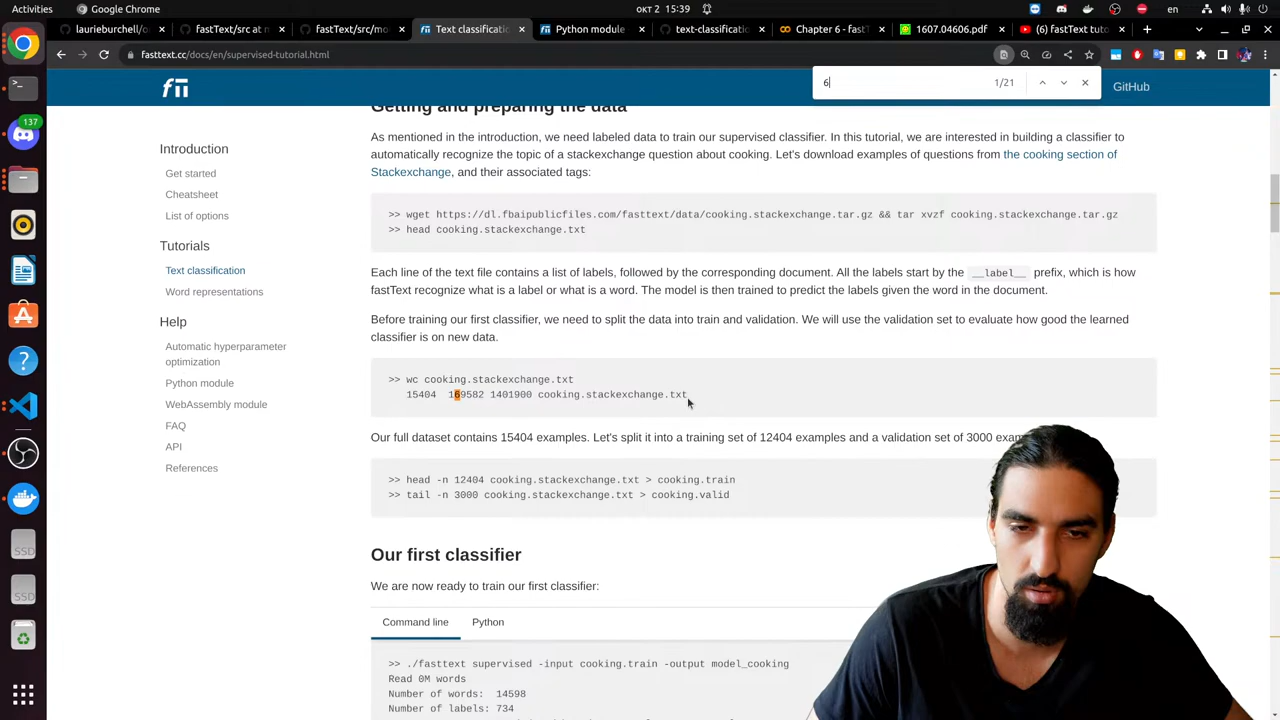 Activities
Google Chrome
окт 2 15:39
en
lauriebur­chell/
fastText/src at m
fastText/src/mo
Text classificatio
Python module
text-classificatio
Chapter 6 - fastT
1607.04606.pdf
(6) fastText tuto
fasttext.cc/docs/en/supervised-tutorial.html
6
1/21
GitHub
137
Introduction
Get started
Cheatsheet
List of options
Tutorials
Text classification
Word representations
Help
Automatic hyperparameter
optimization
Python module
WebAssembly module
FAQ
API
References
SSD
SSD
Getting and preparing the data
As mentioned in the introduction, we need labeled data to train our supervised classifier. In this tutorial, we are interested in building a classifier to
automatically recognize the topic of a stackexchange question about cooking. Let's download examples of questions from the cooking section of
Stackexchange, and their associated tags:
>> wget https://dl.fbaipublicfiles.com/fasttext/data/cooking.stackexchange.tar.gz && tar xvzf cooking.stackexchange.tar.gz
>> head cooking.stackexchange.txt
Each line of the text file contains a list of labels, followed by the corresponding document. All the labels start by the __label__ prefix, which is how
fastText recognize what is a label or what is a word. The model is then trained to predict the labels given the word in the document.
Before training our first classifier, we need to split the data into train and validation. We will use the validation set to evaluate how good the learned
classifier is on new data.
>> wc cooking.stackexchange.txt
15404 169582 1401900 cooking.stackexchange.txt
Our full dataset contains 15404 examples. Let's split it into a training set of 12404 examples and a validation set of 3000 exam
>> head -n 12404 cooking.stackexchange.txt > cooking.train
>> tail -n 3000 cooking.stackexchange.txt > cooking.valid
Our first classifier
We are now ready to train our first classifier:
Command line
Python
>> ./fasttext supervised -input cooking.train -output model_cooking
Read 0M words
Number of words: 14598
Number of labels: 734